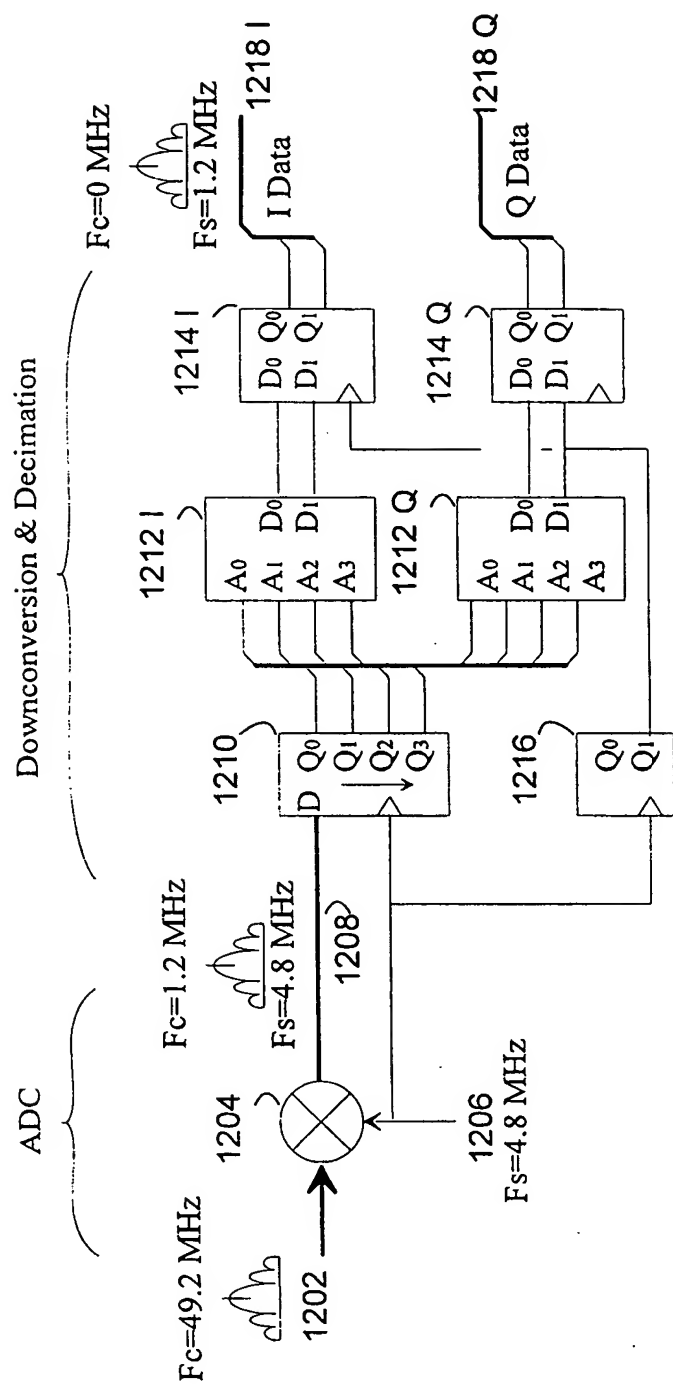 ADC
Downconversion & Decimation
Fc=49.2 MHz
1202
1204
1206
Fs=4.8 MHz
Fc=1.2 MHz
Fs=4.8 MHz
1208
1210
D Q0
Q1
Q2
Q3
1216
Q0
Q1
1212 I
A0
A1 D0
A2 D1
A3
1212 Q
A0
A1 D0
A2 D1
A3
1214 I
D0 Q0
D1 Q1
1214 Q
D0 Q0
D1 Q1
Fc=0 MHz
Fs=1.2 MHz
I Data
1218 I
Q Data
1218 Q